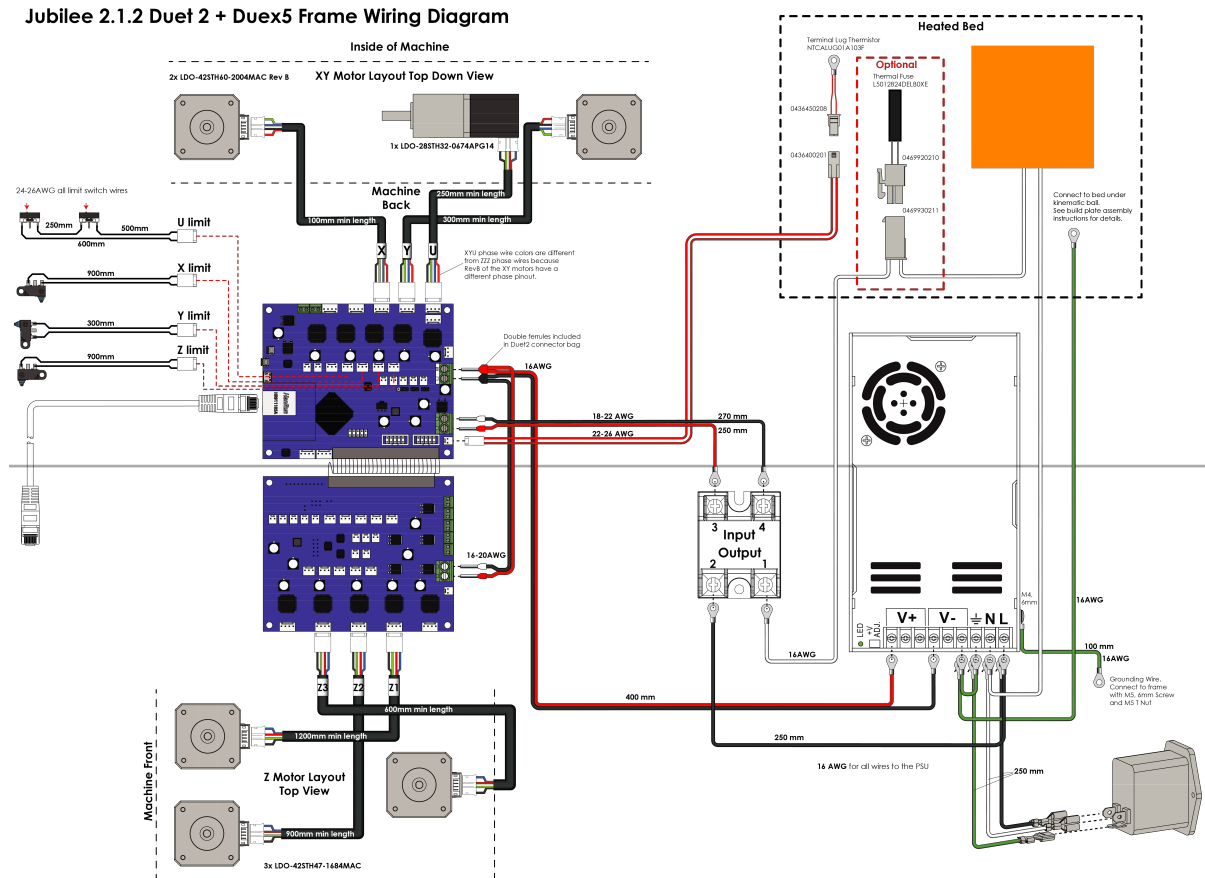 Jubilee 2.1.2 Duet 2 + Duex5 Frame Wiring Diagram
Inside of Machine
2x LDO-42STH60-2004MAC Rev B
XY Motor Layout Top Down View
1x LDO-28STH32-0674APG14
Machine
Back
250mm min length
100mm min length
300mm min length
X
Y
U
XYU phase wire colors are different
from ZZZ phase wires because
RevB of the XY motors have a
different phase pinout.
24-26AWG all limit switch wires
250mm
500mm
600mm
U limit
900mm
X limit
300mm
Y limit
900mm
Z limit
Double ferrules included
in Duet2 connector bag
16AWG
18-22 AWG
270 mm
22-26 AWG
250 mm
16-20AWG
Heated Bed
Terminal Lug Thermistor
NTCALUG01A103F
Optional
Thermal Fuse
L5012824DELB0XE
0436450208
0436400201
0469920210
0469930211
Connect to bed under
kinematic ball.
See build plate assembly
instructions for details.
3
4
Input
Output
2
1
16AWG
M4,
6mm
LED
+V
ADJ.
V+
V-
N
L
16AWG
100 mm
16AWG
Grounding Wire.
Connect to frame
with M5, 6mm Screw
and M5 T Nut
400 mm
250 mm
16 AWG for all wires to the PSU
250 mm
Z3
Z2
Z1
600mm min length
1200mm min length
Machine Front
Z Motor Layout
Top View
900mm min length
3x LDO-42STH47-1684MAC